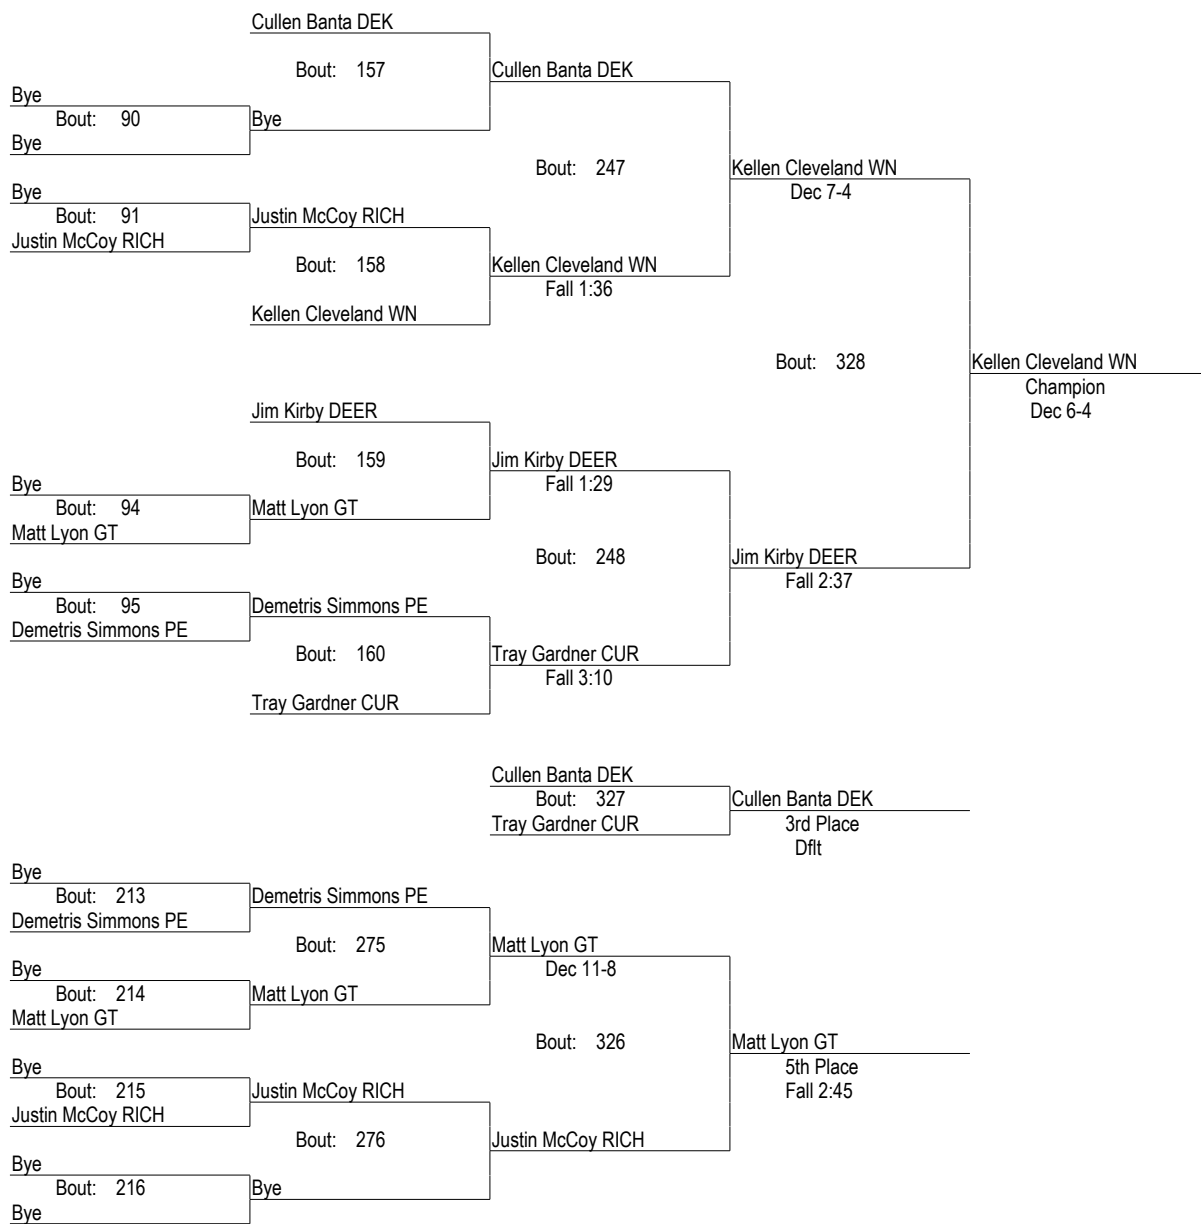 Cullen Banta DEK
Bout: 157
Cullen Banta DEK
Bye
Bout: 90
Bye
Bye
Bout: 247
Kellen Cleveland WN
Dec 7-4
Bye
Bout: 91
Justin McCoy RICH
Justin McCoy RICH
Bout: 158
Kellen Cleveland WN
Fall 1:36
Kellen Cleveland WN
Bout: 328
Kellen Cleveland WN
Champion
Dec 6-4
Jim Kirby DEER
Bout: 159
Jim Kirby DEER
Fall 1:29
Bye
Bout: 94
Matt Lyon GT
Matt Lyon GT
Bout: 248
Jim Kirby DEER
Fall 2:37
Bye
Bout: 95
Demetris Simmons PE
Demetris Simmons PE
Bout: 160
Tray Gardner CUR
Fall 3:10
Tray Gardner CUR
Cullen Banta DEK
Bout: 327
Tray Gardner CUR
Cullen Banta DEK
3rd Place
Dflt
Bye
Bout: 213
Demetris Simmons PE
Demetris Simmons PE
Bout: 275
Matt Lyon GT
Dec 11-8
Bye
Bout: 214
Matt Lyon GT
Matt Lyon GT
Bout: 326
Matt Lyon GT
5th Place
Fall 2:45
Bye
Bout: 215
Justin McCoy RICH
Justin McCoy RICH
Bout: 276
Justin McCoy RICH
Bye
Bout: 216
Bye
Bye